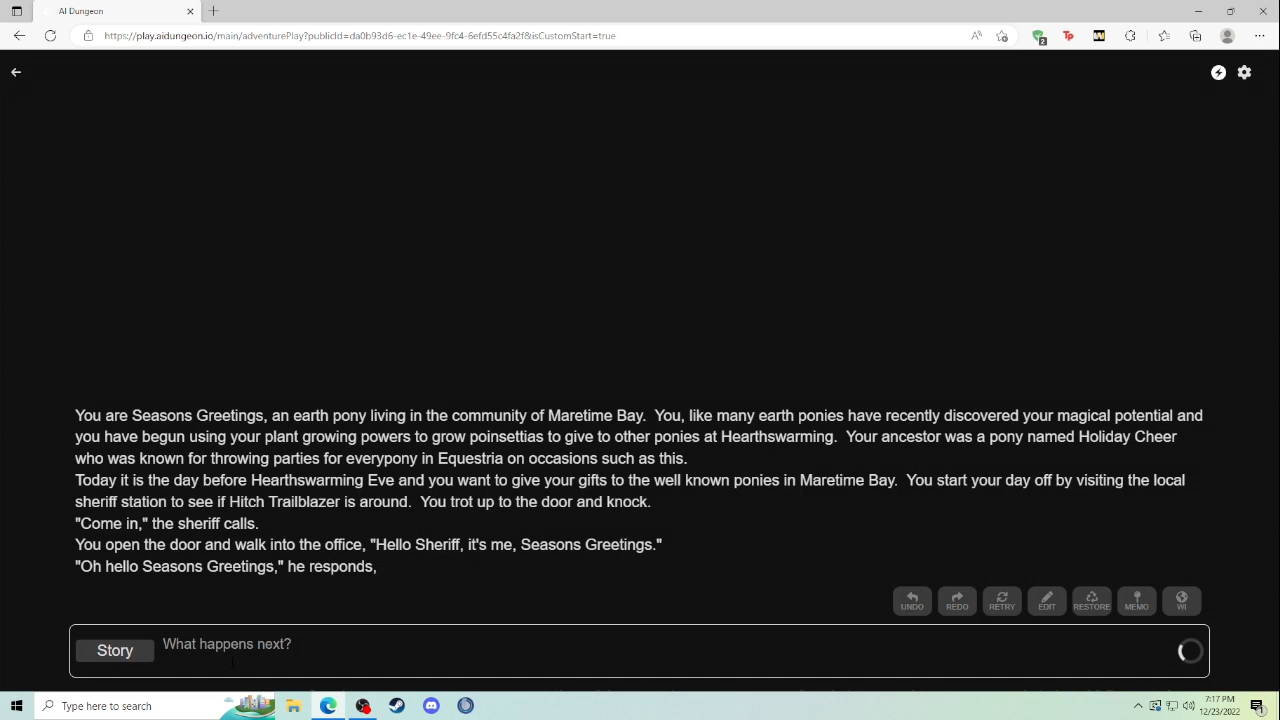 AI Dungeon
https://play.aidungeon.io/main/adventurePlay?publicId=da0b93d6-ec1e-49ee-9fc4-6efd55c4fa2f&isCustomStart=true
You are Seasons Greetings, an earth pony living in the community of Maretime Bay.  You, like many earth ponies have recently discovered your magical potential and
you have begun using your plant growing powers to grow poinsettias to give to other ponies at Hearthswarming.  Your ancestor was a pony named Holiday Cheer
who was known for throwing parties for everypony in Equestria on occasions such as this.
Today it is the day before Hearthswarming Eve and you want to give your gifts to the well known ponies in Maretime Bay.  You start your day off by visiting the local
sheriff station to see if Hitch Trailblazer is around.  You trot up to the door and knock.
"Come in," the sheriff calls.
You open the door and walk into the office, "Hello Sheriff, it's me, Seasons Greetings."
"Oh hello Seasons Greetings," he responds,
UNDO REDO RETRY EDIT RESTORE MEMO WI
Story What happens next?
Type here to search
7:17 PM
12/23/2022